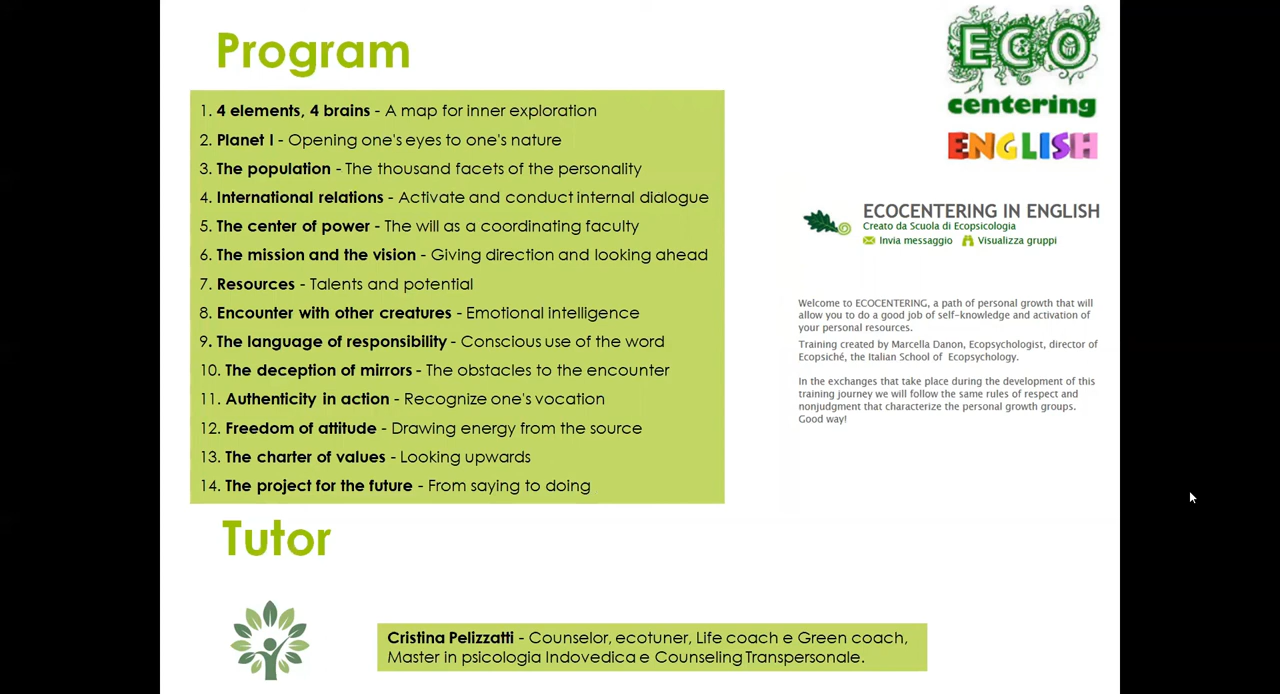 Program
1. 4 elements, 4 brains - A map for inner exploration
2. Planet I - Opening one's eyes to one's nature
3. The population - The thousand facets of the personality
4. International relations - Activate and conduct internal dialogue
5. The center of power - The will as a coordinating faculty
6. The mission and the vision - Giving direction and looking ahead
7. Resources - Talents and potential
8. Encounter with other creatures - Emotional intelligence
9. The language of responsibility - Conscious use of the word
10. The deception of mirrors - The obstacles to the encounter
11. Authenticity in action - Recognize one's vocation
12. Freedom of attitude - Drawing energy from the source
13. The charter of values - Looking upwards
14. The project for the future - From saying to doing
ECO
centering
ENGLISH
ECOCENTERING IN ENGLISH
Creato da Scuola di Ecopsicologia
Invia messaggio Visualizza gruppi
Welcome to ECOCENTERING, a path of personal growth that will
allow you to do a good job of self-knowledge and activation of
your personal resources.
Training created by Marcella Danon, Ecopsychologist, director of
Ecopsiché, the Italian School of Ecopsychology.
In the exchanges that take place during the development of this
training journey we will follow the same rules of respect and
nonjudgment that characterize the personal growth groups.
Good way!
Tutor
Cristina Pelizzatti - Counselor, ecotuner, Life coach e Green coach,
Master in psicologia Indovedica e Counseling Transpersonale.